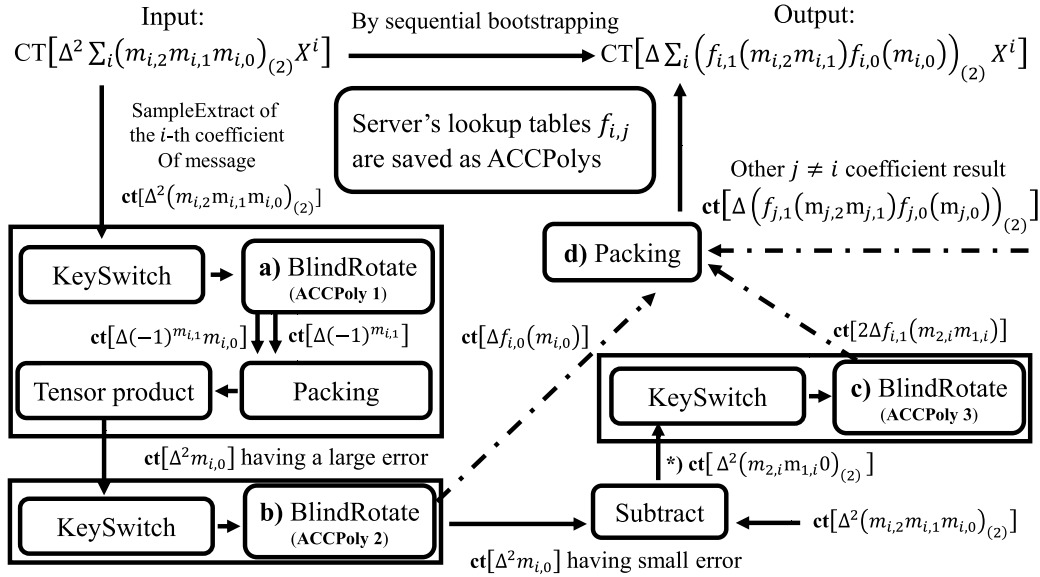 Input:
By sequential bootstrapping
Output:
CT[Δ² ∑ᵢ(mᵢ,₂mᵢ,₁mᵢ,₀)₍₂₎Xⁱ]
CT[Δ ∑ᵢ(fᵢ,₁(mᵢ,₂mᵢ,₁)fᵢ,₀(mᵢ,₀))₍₂₎ Xⁱ]
SampleExtract of
the i-th coefficient
Of message
ct[Δ²(mᵢ,₂mᵢ,₁mᵢ,₀)₍₂₎]
Server's lookup tables fᵢ,ⱼ
are saved as ACCPolys
Other j ≠ i coefficient result
ct[Δ(fⱼ,₁(mⱼ,₂mⱼ,₁)fⱼ,₀(mⱼ,₀))₍₂₎]
KeySwitch
a) BlindRotate
(ACCPoly 1)
d) Packing
ct[Δ(−1)^{mᵢ,₁}mᵢ,₀]
ct[Δ(−1)^{mᵢ,₁}]
ct[Δfᵢ,₀(mᵢ,₀)]
ct[2Δfᵢ,₁(m₂,ᵢm₁,ᵢ)]
Tensor product
Packing
KeySwitch
c) BlindRotate
(ACCPoly 3)
ct[Δ²mᵢ,₀] having a large error
*) ct[Δ²(m₂,ᵢm₁,ᵢ0)₍₂₎]
KeySwitch
b) BlindRotate
(ACCPoly 2)
Subtract
ct[Δ²(mᵢ,₂mᵢ,₁mᵢ,₀)₍₂₎]
ct[Δ²mᵢ,₀] having small error